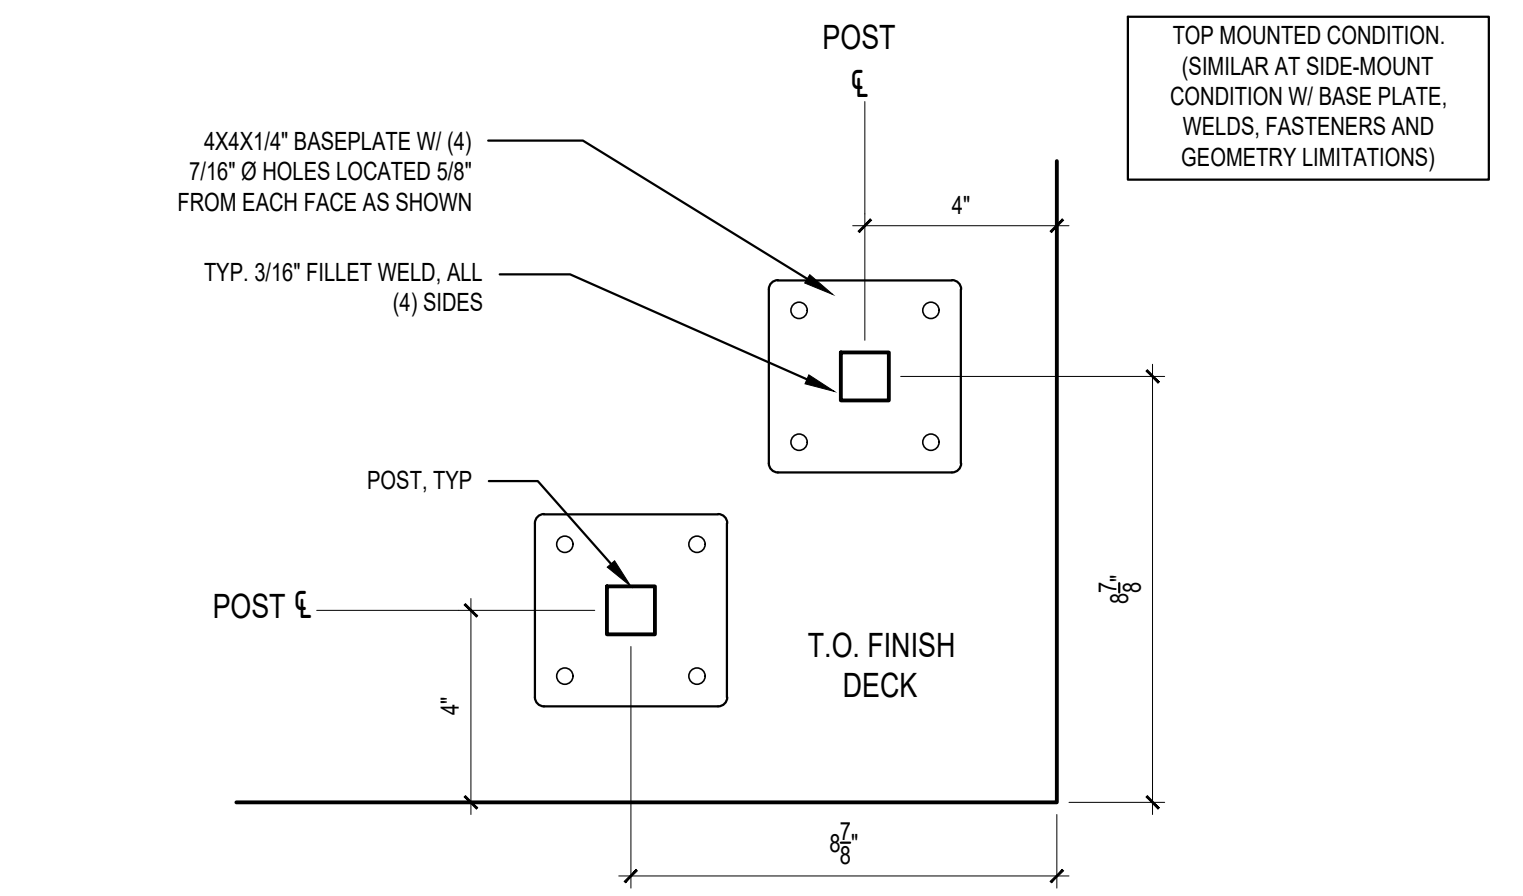 POST
℄
TOP MOUNTED CONDITION.
(SIMILAR AT SIDE-MOUNT
CONDITION W/ BASE PLATE,
WELDS, FASTENERS AND
GEOMETRY LIMITATIONS)
4X4X1/4" BASEPLATE W/ (4)
7/16" Ø HOLES LOCATED 5/8"
FROM EACH FACE AS SHOWN
4"
TYP. 3/16" FILLET WELD, ALL
(4) SIDES
POST, TYP
8 7/8"
POST ℄
T.O. FINISH
DECK
4"
8 7/8"